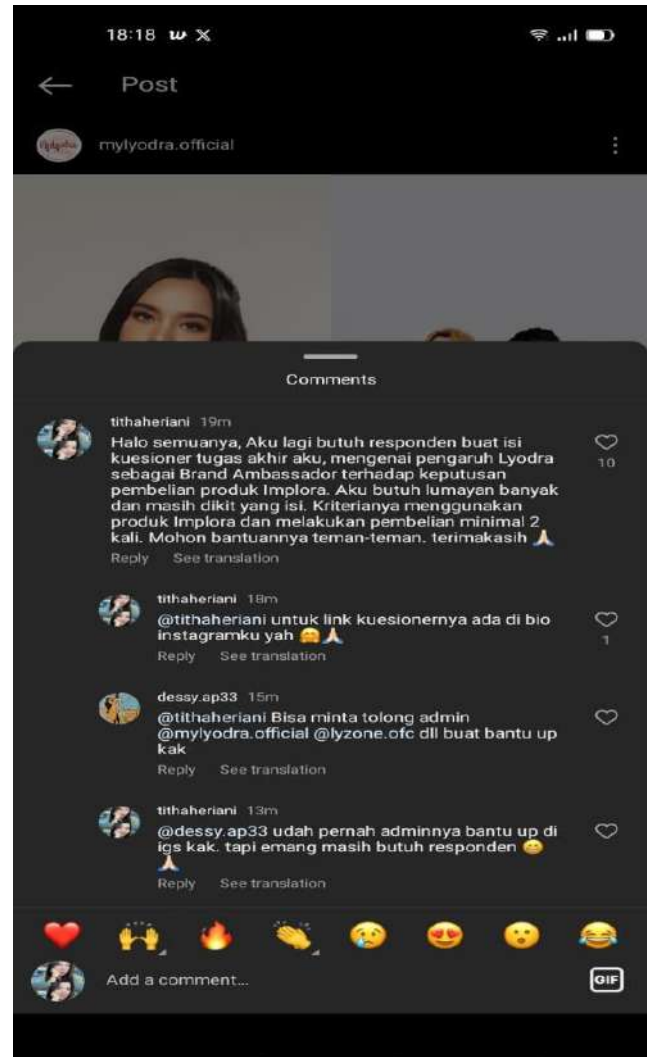 18:18
Post
mylyodra.official
Comments
tithaheriani 19m
Halo semuanya, Aku lagi butuh responden buat isi
kuesioner tugas akhir aku, mengenai pengaruh Lyodra
sebagai Brand Ambassador terhadap keputusan
pembelian produk Implora. Aku butuh lumayan banyak
dan masih dikit yang isi. Kriterianya menggunakan
produk Implora dan melakukan pembelian minimal 2
kali. Mohon bantuannya teman-teman. terimakasih 🙏🏻
10
Reply See translation
tithaheriani 18m
@tithaheriani untuk link kuesionernya ada di bio
instagramku yah 🤗🙏🏻
1
Reply See translation
dessy.ap33 15m
@tithaheriani Bisa minta tolong admin
@mylyodra.official @lyzone.ofc dll buat bantu up
kak
Reply See translation
tithaheriani 13m
@dessy.ap33 udah pernah adminnya bantu up di
igs kak. tapi emang masih butuh responden 😁
🙏🏻
Reply See translation
Add a comment...
GIF